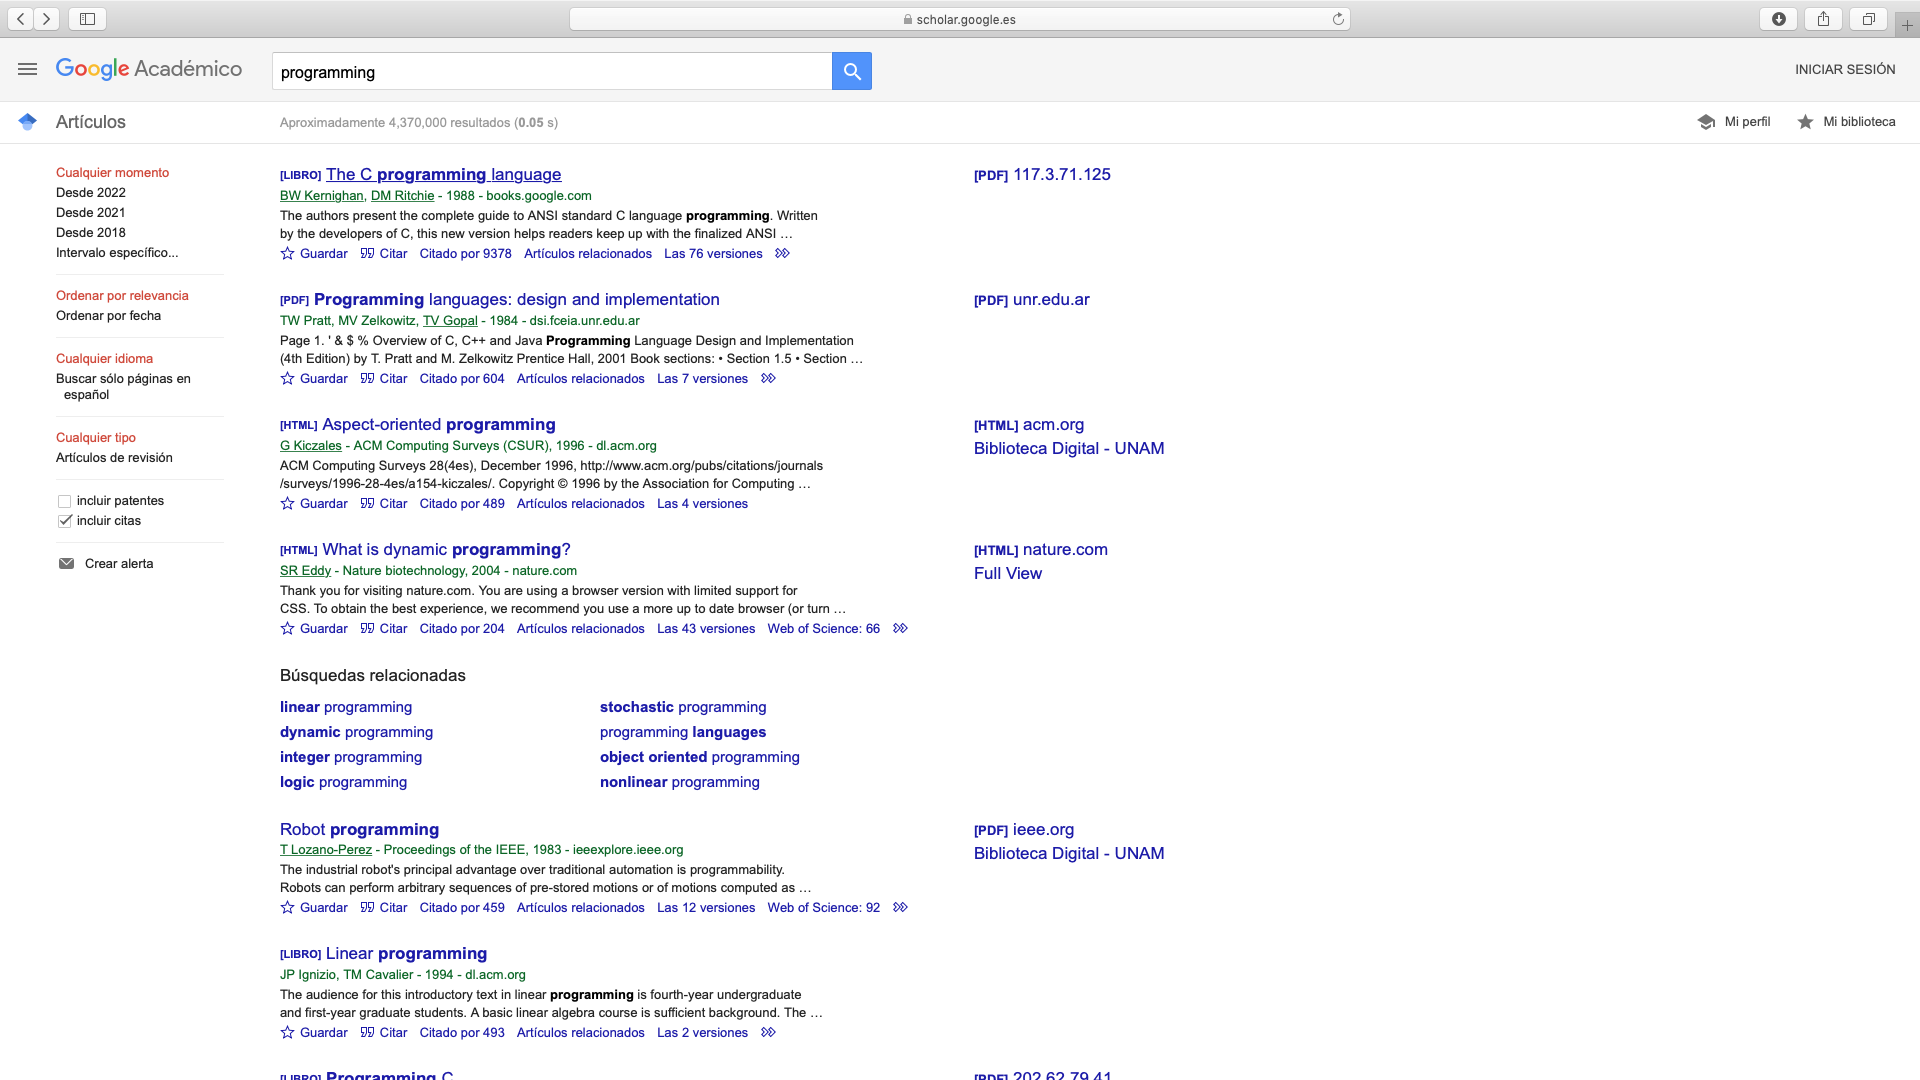 scholar.google.es
Google Académico
programming
INICIAR SESIÓN
Artículos
Aproximadamente 4,370,000 resultados (0.05 s)
Mi perfil
Mi biblioteca
Cualquier momento
Desde 2022
Desde 2021
Desde 2018
Intervalo específico...
Ordenar por relevancia
Ordenar por fecha
Cualquier idioma
Buscar sólo páginas en
español
Cualquier tipo
Artículos de revisión
incluir patentes
incluir citas
Crear alerta
[LIBRO] The C programming language
BW Kernighan, DM Ritchie - 1988 - books.google.com
The authors present the complete guide to ANSI standard C language programming. Written
by the developers of C, this new version helps readers keep up with the finalized ANSI …
Guardar Citar Citado por 9378 Artículos relacionados Las 76 versiones
[PDF] 117.3.71.125
[PDF] Programming languages: design and implementation
TW Pratt, MV Zelkowitz, TV Gopal - 1984 - dsi.fceia.unr.edu.ar
Page 1. ' & $ % Overview of C, C++ and Java Programming Language Design and Implementation
(4th Edition) by T. Pratt and M. Zelkowitz Prentice Hall, 2001 Book sections: • Section 1.5 • Section …
Guardar Citar Citado por 604 Artículos relacionados Las 7 versiones
[PDF] unr.edu.ar
[HTML] Aspect-oriented programming
G Kiczales - ACM Computing Surveys (CSUR), 1996 - dl.acm.org
ACM Computing Surveys 28(4es), December 1996, http://www.acm.org/pubs/citations/journals
/surveys/1996-28-4es/a154-kiczales/. Copyright © 1996 by the Association for Computing …
Guardar Citar Citado por 489 Artículos relacionados Las 4 versiones
[HTML] acm.org
Biblioteca Digital - UNAM
[HTML] What is dynamic programming?
SR Eddy - Nature biotechnology, 2004 - nature.com
Thank you for visiting nature.com. You are using a browser version with limited support for
CSS. To obtain the best experience, we recommend you use a more up to date browser (or turn …
Guardar Citar Citado por 204 Artículos relacionados Las 43 versiones Web of Science: 66
[HTML] nature.com
Full View
Búsquedas relacionadas
linear programming
dynamic programming
integer programming
logic programming
stochastic programming
programming languages
object oriented programming
nonlinear programming
Robot programming
T Lozano-Perez - Proceedings of the IEEE, 1983 - ieeexplore.ieee.org
The industrial robot's principal advantage over traditional automation is programmability.
Robots can perform arbitrary sequences of pre-stored motions or of motions computed as …
Guardar Citar Citado por 459 Artículos relacionados Las 12 versiones Web of Science: 92
[PDF] ieee.org
Biblioteca Digital - UNAM
[LIBRO] Linear programming
JP Ignizio, TM Cavalier - 1994 - dl.acm.org
The audience for this introductory text in linear programming is fourth-year undergraduate
and first-year graduate students. A basic linear algebra course is sufficient background. The …
Guardar Citar Citado por 493 Artículos relacionados Las 2 versiones
[LIBRO] Programming C
[PDF] 202.62.79.41